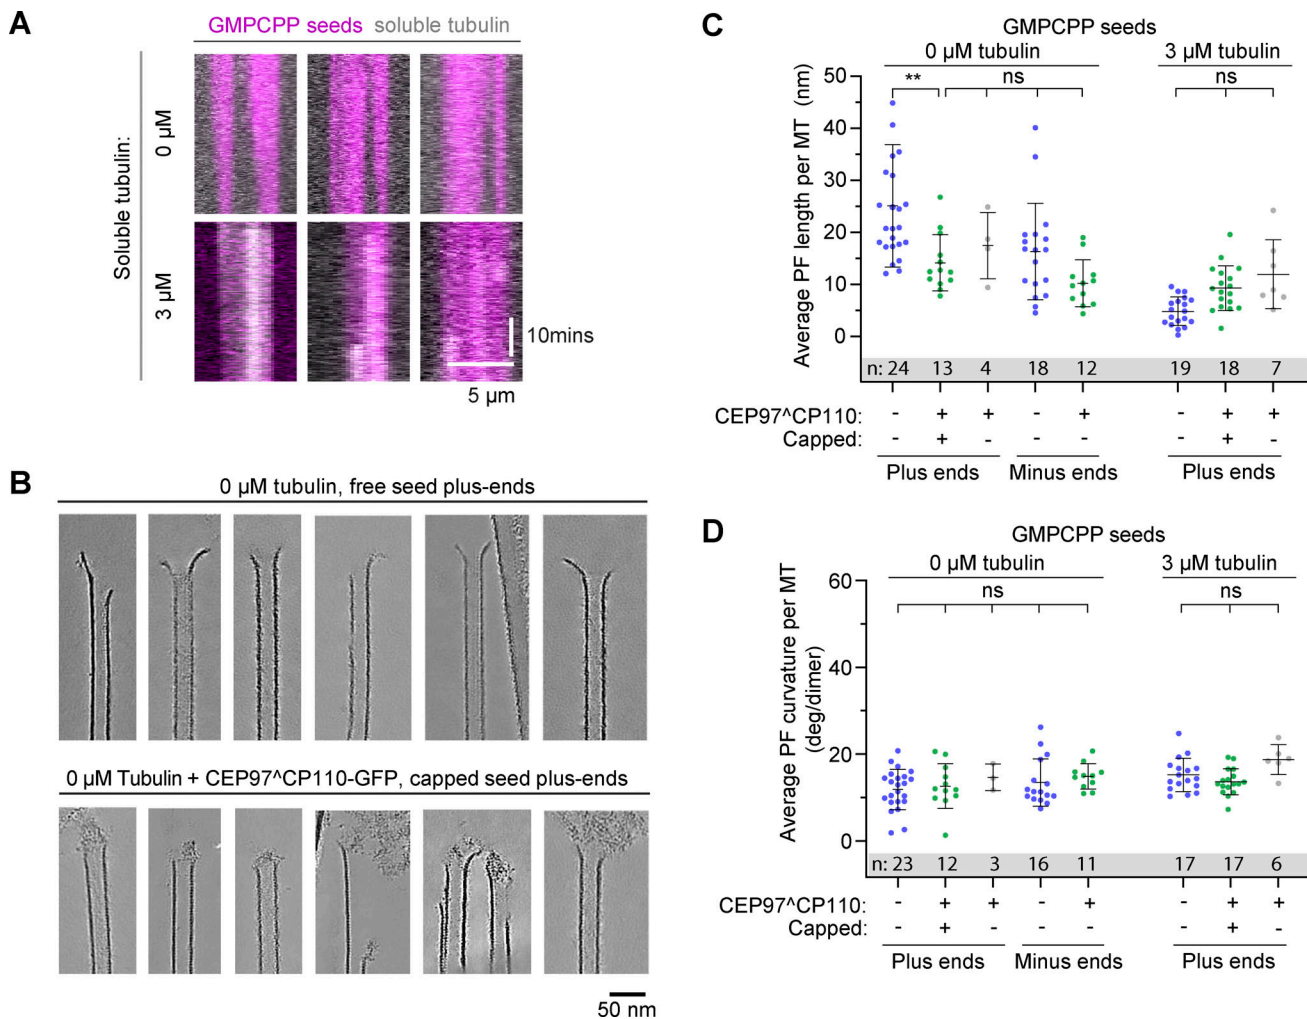 A
GMPCPP seeds soluble tubulin
Soluble tubulin:
0 µM
3 µM
10mins
5 µm
B
0 µM tubulin, free seed plus-ends
0 µM Tubulin + CEP97^CP110-GFP, capped seed plus-ends
50 nm
C
GMPCPP seeds
0 µM tubulin 3 µM tubulin
** ns ns
Average PF length per MT (nm)
50
40
30
20
10
0
n: 24 13 4 18 12 19 18 7
CEP97^CP110: - + + - + - + +
Capped: - + - - - - + -
Plus ends Minus ends Plus ends
D
GMPCPP seeds
0 µM tubulin 3 µM tubulin
ns ns
Average PF curvature per MT
(deg/dimer)
60
40
20
0
n: 23 12 3 16 11 17 17 6
CEP97^CP110: - + + - + - + +
Capped: - + - - - - + -
Plus ends Minus ends Plus ends